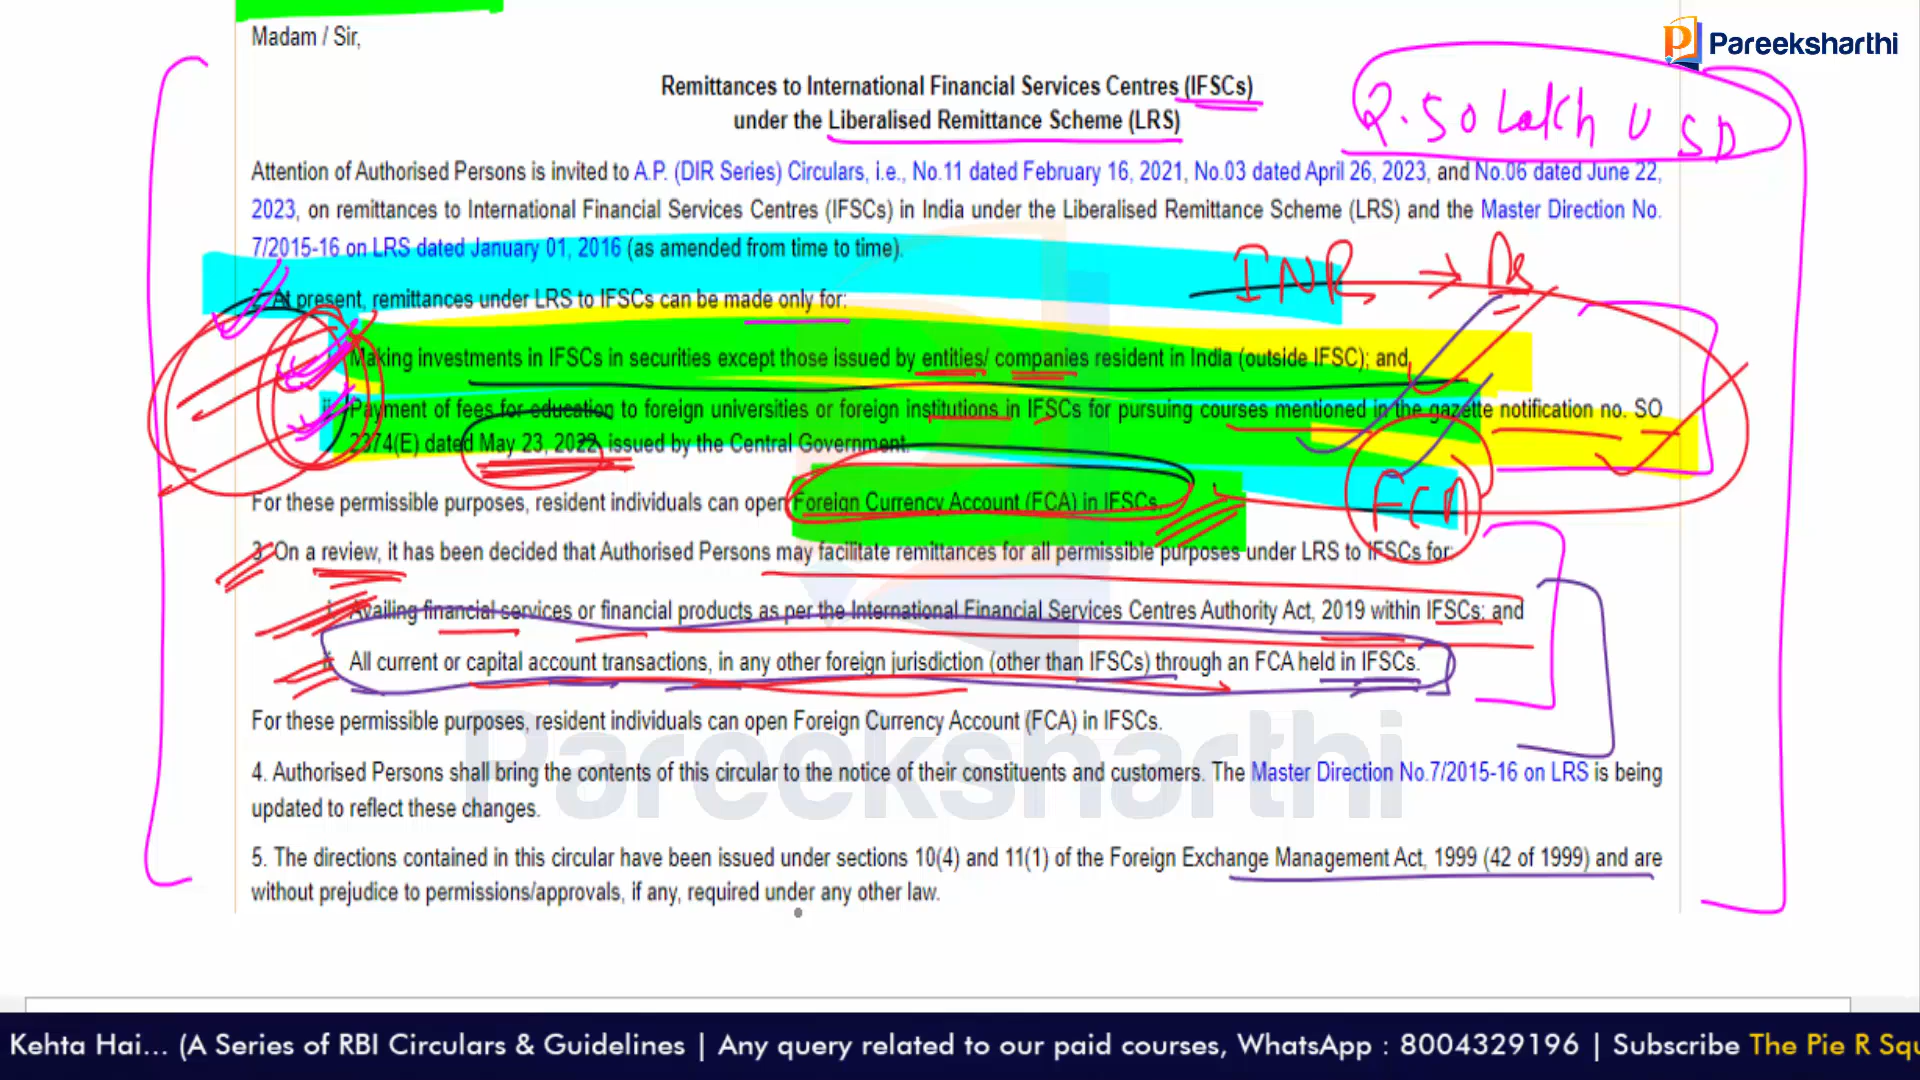 Pareeksharthi
Madam / Sir,
Remittances to International Financial Services Centres (IFSCs)
under the Liberalised Remittance Scheme (LRS)
2.50 Lakh USD
Attention of Authorised Persons is invited to A.P. (DIR Series) Circulars, i.e., No.11 dated February 16, 2021, No.03 dated April 26, 2023, and No.06 dated June 22,
2023, on remittances to International Financial Services Centres (IFSCs) in India under the Liberalised Remittance Scheme (LRS) and the Master Direction No.
7/2015-16 on LRS dated January 01, 2016 (as amended from time to time).
INR → Rs
2. At present, remittances under LRS to IFSCs can be made only for:
i. Making investments in IFSCs in securities except those issued by entities/ companies resident in India (outside IFSC); and
ii. Payment of fees for education to foreign universities or foreign institutions in IFSCs for pursuing courses mentioned in the gazette notification no. SO
2374(E) dated May 23, 2022, issued by the Central Government.
For these permissible purposes, resident individuals can open Foreign Currency Account (FCA) in IFSCs.
FCA
3. On a review, it has been decided that Authorised Persons may facilitate remittances for all permissible purposes under LRS to IFSCs for:
i. Availing financial services or financial products as per the International Financial Services Centres Authority Act, 2019 within IFSCs; and
ii. All current or capital account transactions, in any other foreign jurisdiction (other than IFSCs) through an FCA held in IFSCs.
For these permissible purposes, resident individuals can open Foreign Currency Account (FCA) in IFSCs.
Pareeksharthi
4. Authorised Persons shall bring the contents of this circular to the notice of their constituents and customers. The Master Direction No.7/2015-16 on LRS is being
updated to reflect these changes.
5. The directions contained in this circular have been issued under sections 10(4) and 11(1) of the Foreign Exchange Management Act, 1999 (42 of 1999) and are
without prejudice to permissions/approvals, if any, required under any other law.
Kehta Hai... (A Series of RBI Circulars & Guidelines | Any query related to our paid courses, WhatsApp : 8004329196 | Subscribe The Pie R Squ